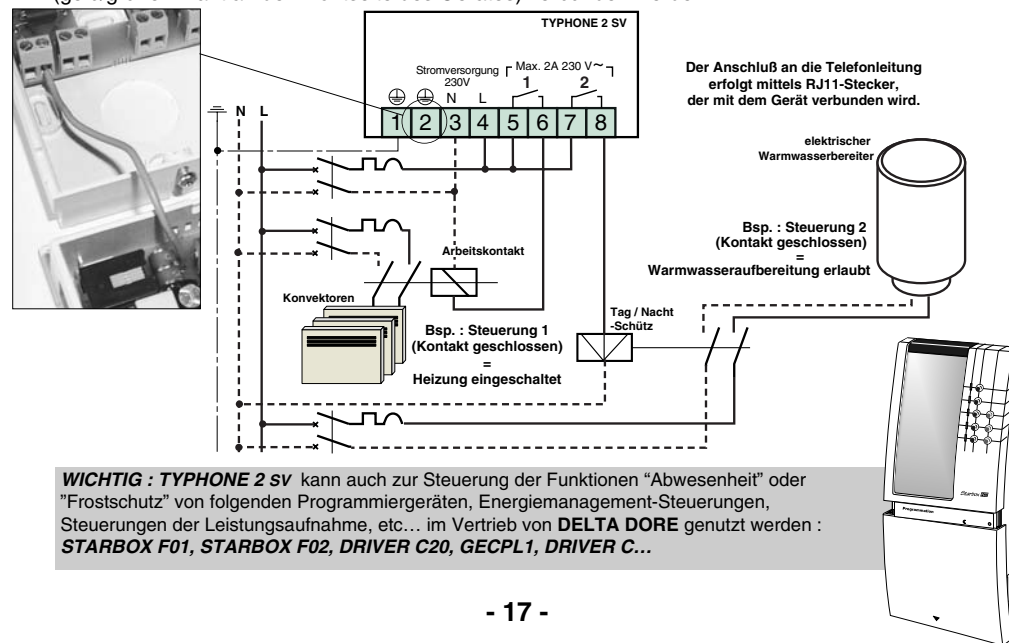 TYPHONE 2 SV
Stromversorgung
230V
Max. 2A 230 V~
1
2
N
L
1 2 3 4 5 6 7 8
N L
Der Anschluß an die Telefonleitung
erfolgt mittels RJ11-Stecker,
der mit dem Gerät verbunden wird.
elektrischer
Warmwasserbereiter
Bsp. : Steuerung 2
(Kontakt geschlossen)
=
Warmwasseraufbereitung erlaubt
Arbeitskontakt
Konvektoren
Bsp. : Steuerung 1
(Kontakt geschlossen)
=
Heizung eingeschaltet
Tag / Nacht
-Schütz
Starbox
Programmation
WICHTIG : TYPHONE 2 SV kann auch zur Steuerung der Funktionen “Abwesenheit” oder
”Frostschutz” von folgenden Programmiergeräten, Energiemanagement-Steuerungen,
Steuerungen der Leistungsaufnahme, etc… im Vertrieb von DELTA DORE genutzt werden :
STARBOX F01, STARBOX F02, DRIVER C20, GECPL1, DRIVER C…
- 17 -